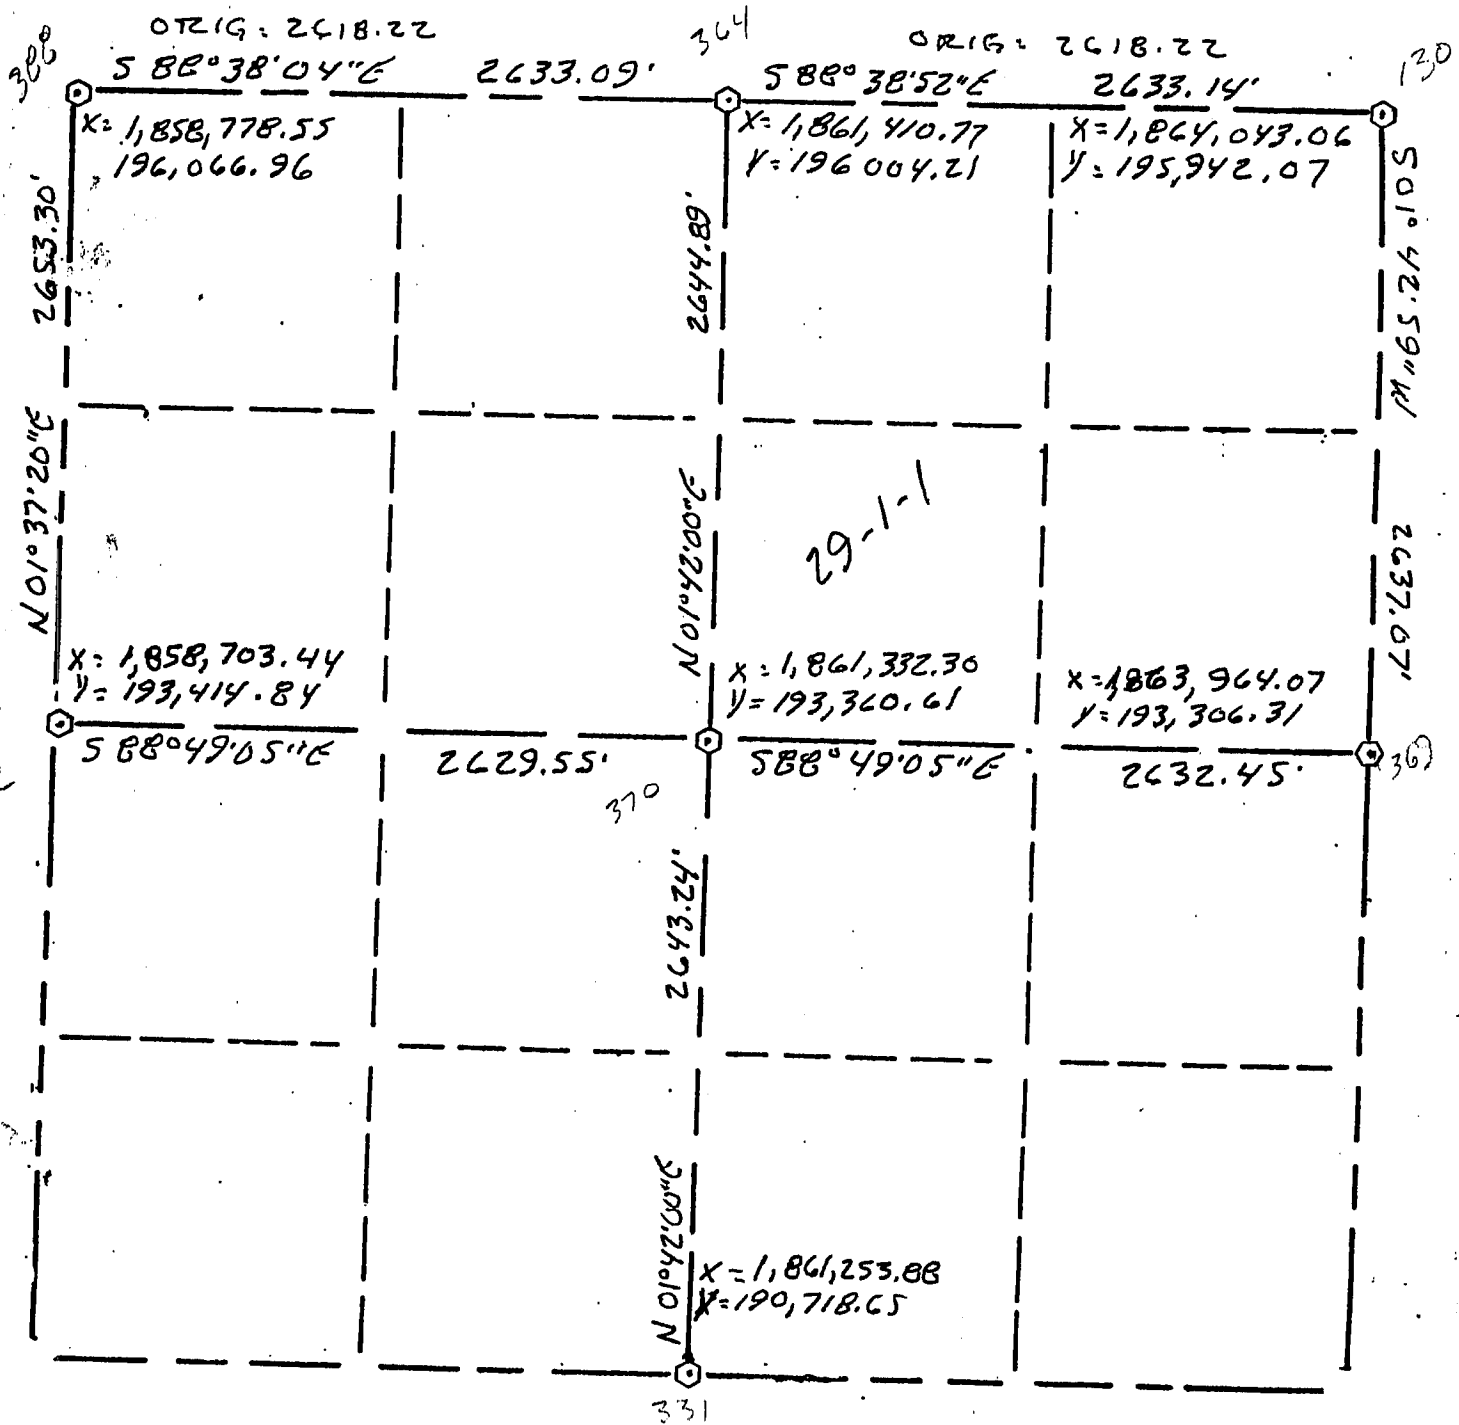 ORIG: 2618.22
364
ORIG: 2618.22
130
388
S 88°38'04"E 2633.09'
S 88°38'52"E 2633.14'
X: 1,858,778.55
196,066.96
X= 1,861,410.77
Y= 196 004.21
X= 1,864,043.06
Y= 195,942.07
2653.30'
2644.89'
S 01° 42'59" W
N 01°37'20"E
N 01°42'00"E
29-1-1
2637.07'
X= 1,858,703.44
Y= 193,414.84
X= 1,861,332.30
Y= 193,360.61
X= 1,863,964.07
Y= 193,306.31
S 88°49'05"E 2629.55'
S 88°49'05"E 2632.45'
369
370
2643.24'
N 01°42'00"E
X= 1,861,253.88
Y= 190,718.65
331